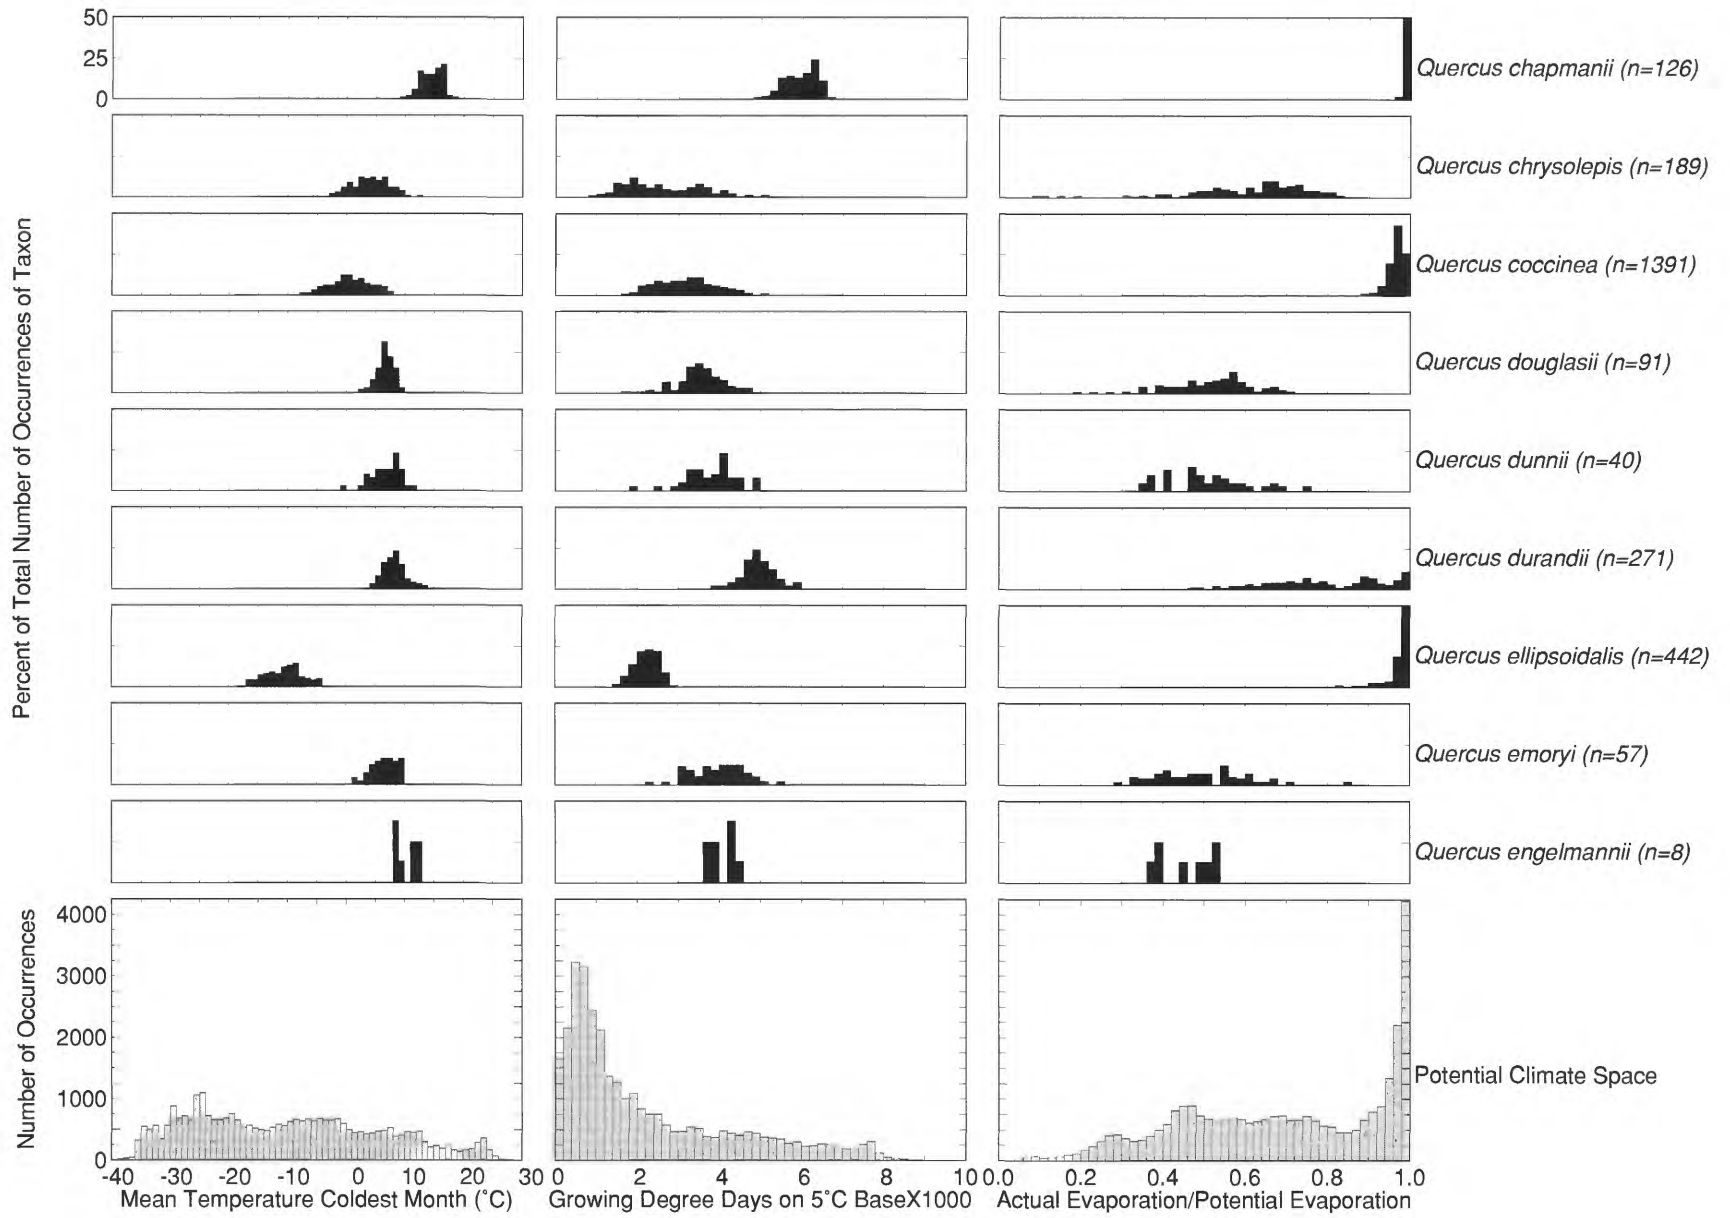 50
25
0
Quercus chapmanii (n=126)
Quercus chrysolepis (n=189)
Quercus coccinea (n=1391)
Quercus douglasii (n=91)
Quercus dunnii (n=40)
Quercus durandii (n=271)
Quercus ellipsoidalis (n=442)
Quercus emoryi (n=57)
Quercus engelmannii (n=8)
Percent of Total Number of Occurrences of Taxon
4000
3000
2000
1000
0
Number of Occurrences
Potential Climate Space
-40 -30 -20 -10 0 10 20 30
Mean Temperature Coldest Month (°C)
0 2 4 6 8 10
Growing Degree Days on 5°C BaseX1000
0.0 0.2 0.4 0.6 0.8 1.0
Actual Evaporation/Potential Evaporation